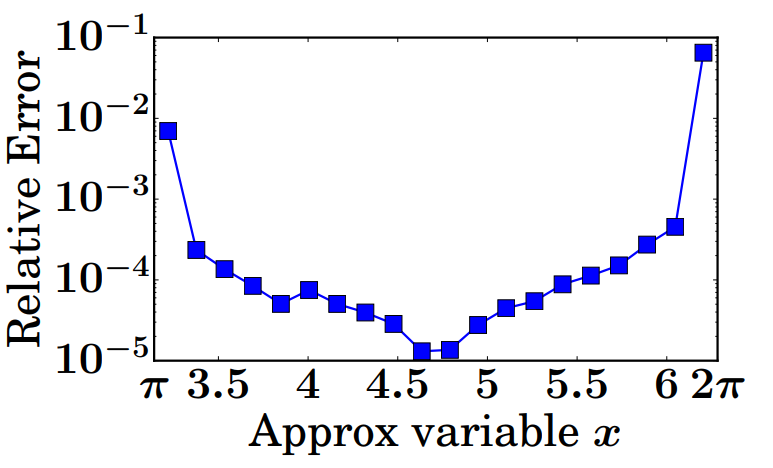 Relative Error
10⁻¹
10⁻²
10⁻³
10⁻⁴
10⁻⁵
π 3.5 4 4.5 5 5.5 6 2π
Approx variable x